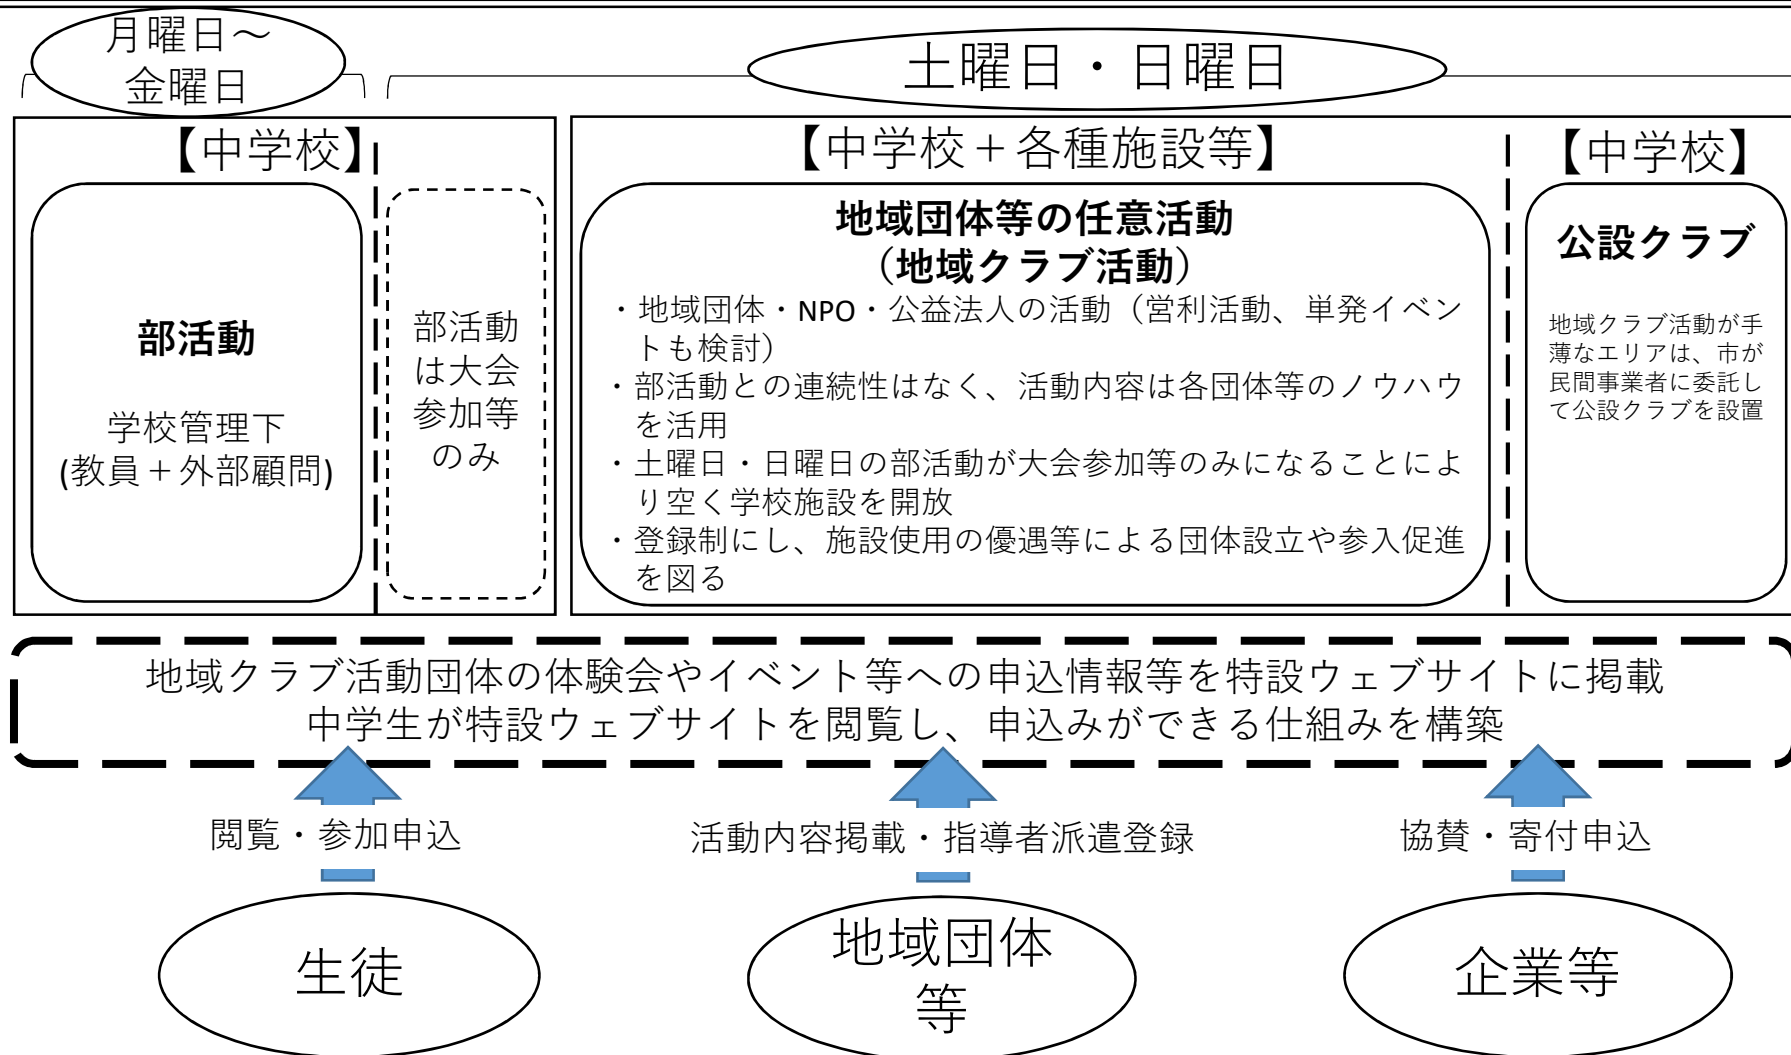 月曜日～
金曜日
土曜日・日曜日
【中学校】
部活動
学校管理下
(教員＋外部顧問)
部活動
は大会
参加等
のみ
【中学校＋各種施設等】
地域団体等の任意活動
（地域クラブ活動）
・地域団体・NPO・公益法人の活動（営利活動、単発イベン
トも検討）
・部活動との連続性はなく、活動内容は各団体等のノウハウ
を活用
・土曜日・日曜日の部活動が大会参加等のみになることによ
り空く学校施設を開放
・登録制にし、施設使用の優遇等による団体設立や参入促進
を図る
【中学校】
公設クラブ
地域クラブ活動が手
薄なエリアは、市が
民間事業者に委託し
て公設クラブを設置
地域クラブ活動団体の体験会やイベント等への申込情報等を特設ウェブサイトに掲載
中学生が特設ウェブサイトを閲覧し、申込みができる仕組みを構築
閲覧・参加申込
活動内容掲載・指導者派遣登録
協賛・寄付申込
生徒
地域団体
等
企業等